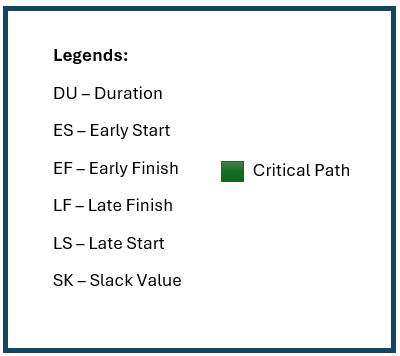 Legends:
DU – Duration
ES – Early Start
EF – Early Finish
Critical Path
LF – Late Finish
LS – Late Start
SK – Slack Value